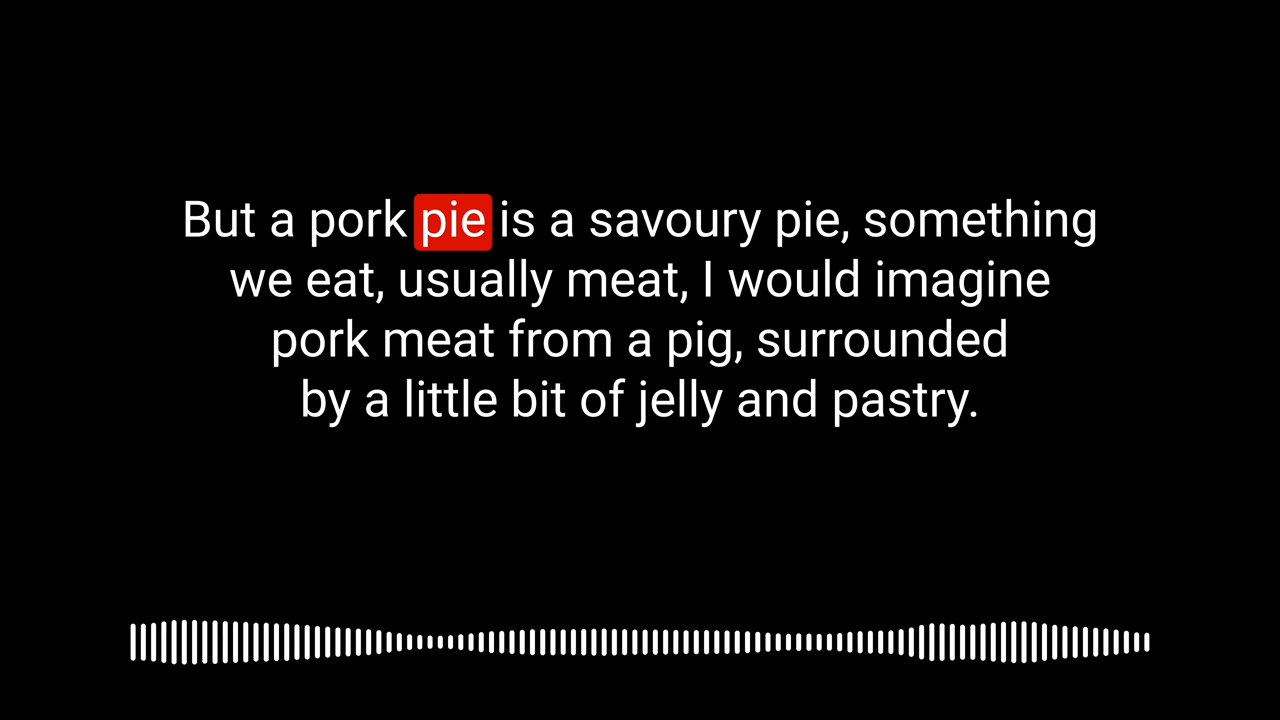 But a pork pie is a savoury pie, something
we eat, usually meat, I would imagine
pork meat from a pig, surrounded
by a little bit of jelly and pastry.